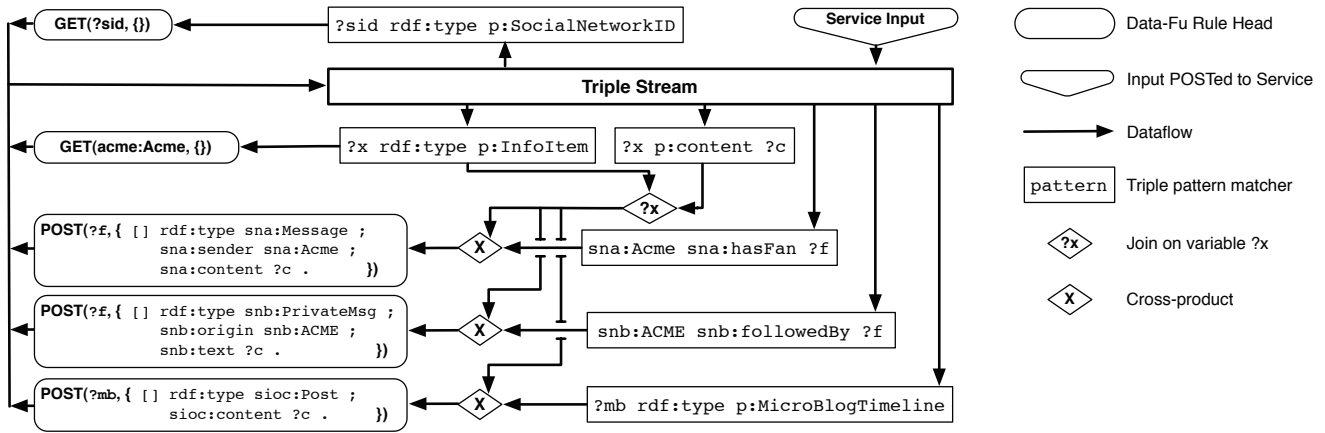 GET(?sid, {})
?sid rdf:type p:SocialNetworkID
Service Input
Triple Stream
GET(acme:Acme, {})
?x rdf:type p:InfoItem
?x p:content ?c
?x
POST(?f, { [] rdf:type sna:Message ;
sna:sender sna:Acme ;
sna:content ?c . })
X
sna:Acme sna:hasFan ?f
POST(?f, { [] rdf:type snb:PrivateMsg ;
snb:origin snb:ACME ;
snb:text ?c . })
X
snb:ACME snb:followedBy ?f
POST(?mb, { [] rdf:type sioc:Post ;
sioc:content ?c . })
X
?mb rdf:type p:MicroBlogTimeline
Data-Fu Rule Head
Input POSTed to Service
Dataflow
pattern Triple pattern matcher
?x Join on variable ?x
X Cross-product